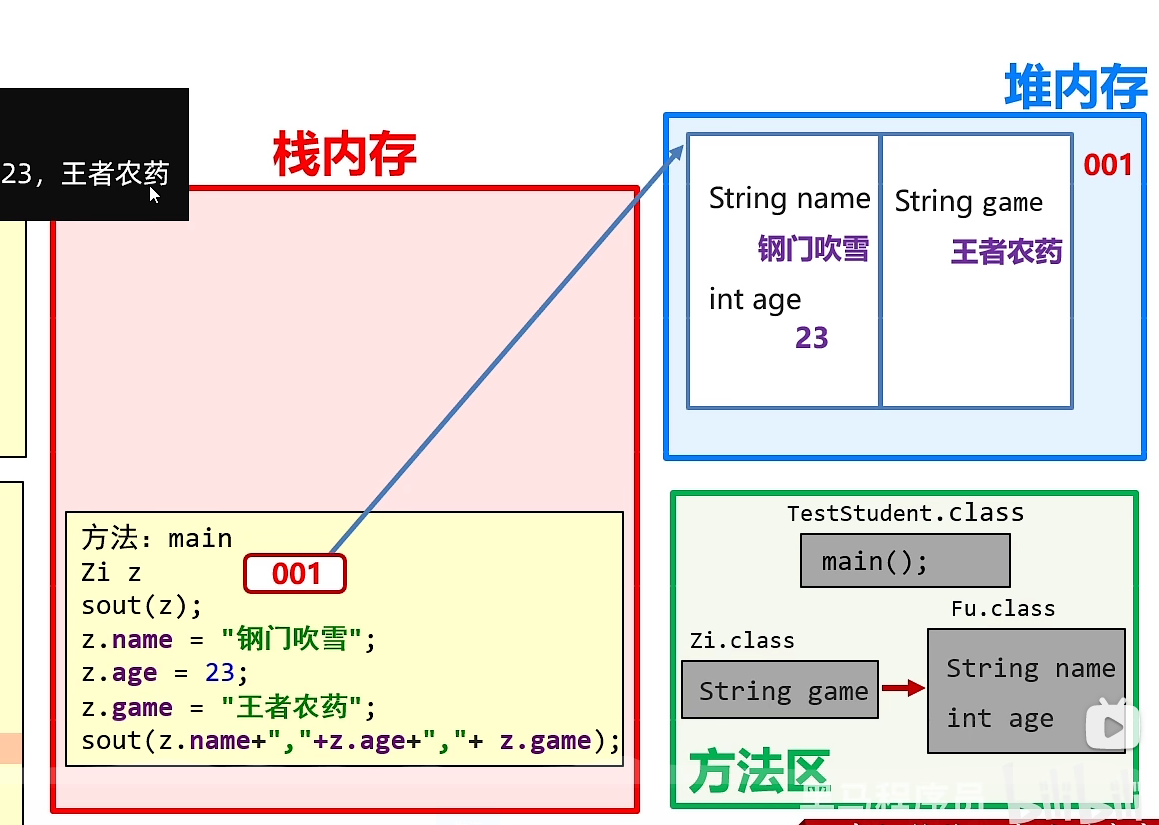 堆内存
栈内存
23，王者农药
001
String name
String game
钢门吹雪
王者农药
int age
23
方法：main
Zi z
001
sout(z);
z.name = "钢门吹雪";
z.age = 23;
z.game = "王者农药";
sout(z.name+","+z.age+","+ z.game);
TestStudent.class
main();
Fu.class
Zi.class
String name
String game
int age
方法区
黑马程序员
bilibili